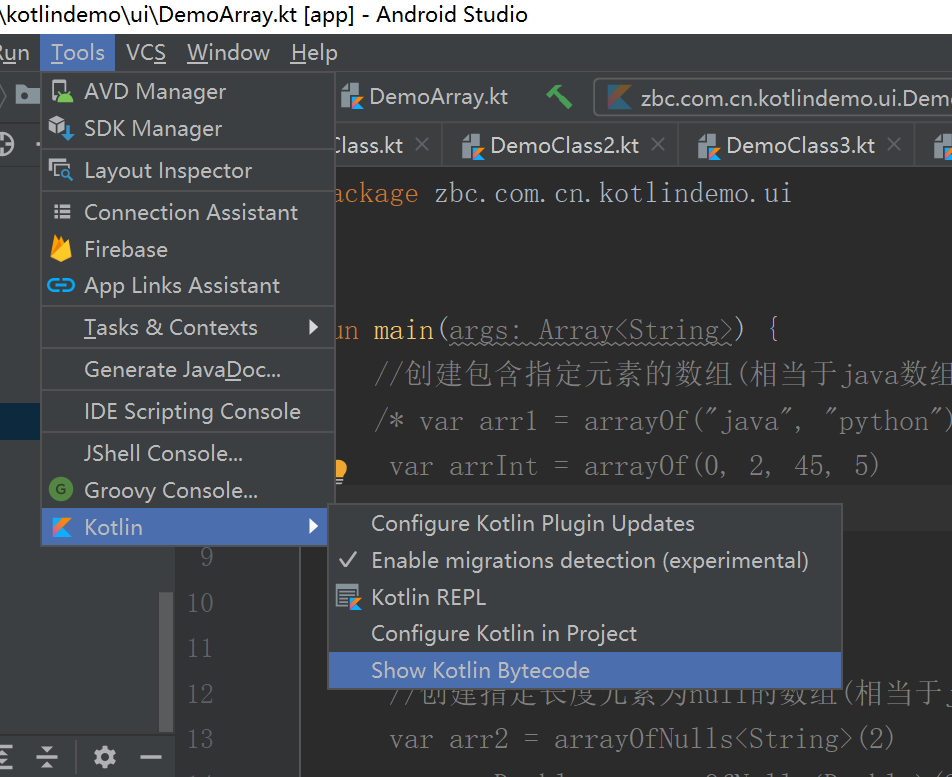 \kotlindemo\ui\DemoArray.kt [app] - Android Studio
Run Tools VCS Window Help
AVD Manager
SDK Manager
Layout Inspector
Connection Assistant
Firebase
App Links Assistant
Tasks & Contexts
Generate JavaDoc...
IDE Scripting Console
JShell Console...
G Groovy Console...
Kotlin
Configure Kotlin Plugin Updates
Enable migrations detection (experimental)
Kotlin REPL
Configure Kotlin in Project
Show Kotlin Bytecode
DemoArray.kt
zbc.com.cn.kotlindemo.ui.Demo
Class.kt DemoClass2.kt DemoClass3.kt
ackage zbc.com.cn.kotlindemo.ui
un main(args: Array<String>) {
//创建包含指定元素的数组(相当于java数组
/* var arr1 = arrayOf("java", "python")
var arrInt = arrayOf(0, 2, 45, 5)
9
10
11
12 //创建指定长度元素为null的数组(相当于j
13 var arr2 = arrayOfNulls<String>(2)